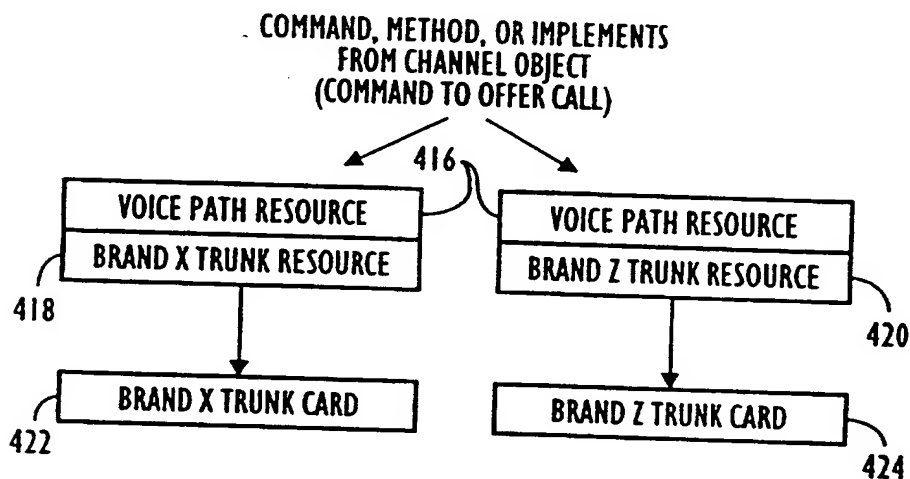 COMMAND, METHOD, OR IMPLEMENTS
FROM CHANNEL OBJECT
(COMMAND TO OFFER CALL)
416
VOICE PATH RESOURCE
VOICE PATH RESOURCE
BRAND X TRUNK RESOURCE
BRAND Z TRUNK RESOURCE
418
420
BRAND X TRUNK CARD
BRAND Z TRUNK CARD
422
424